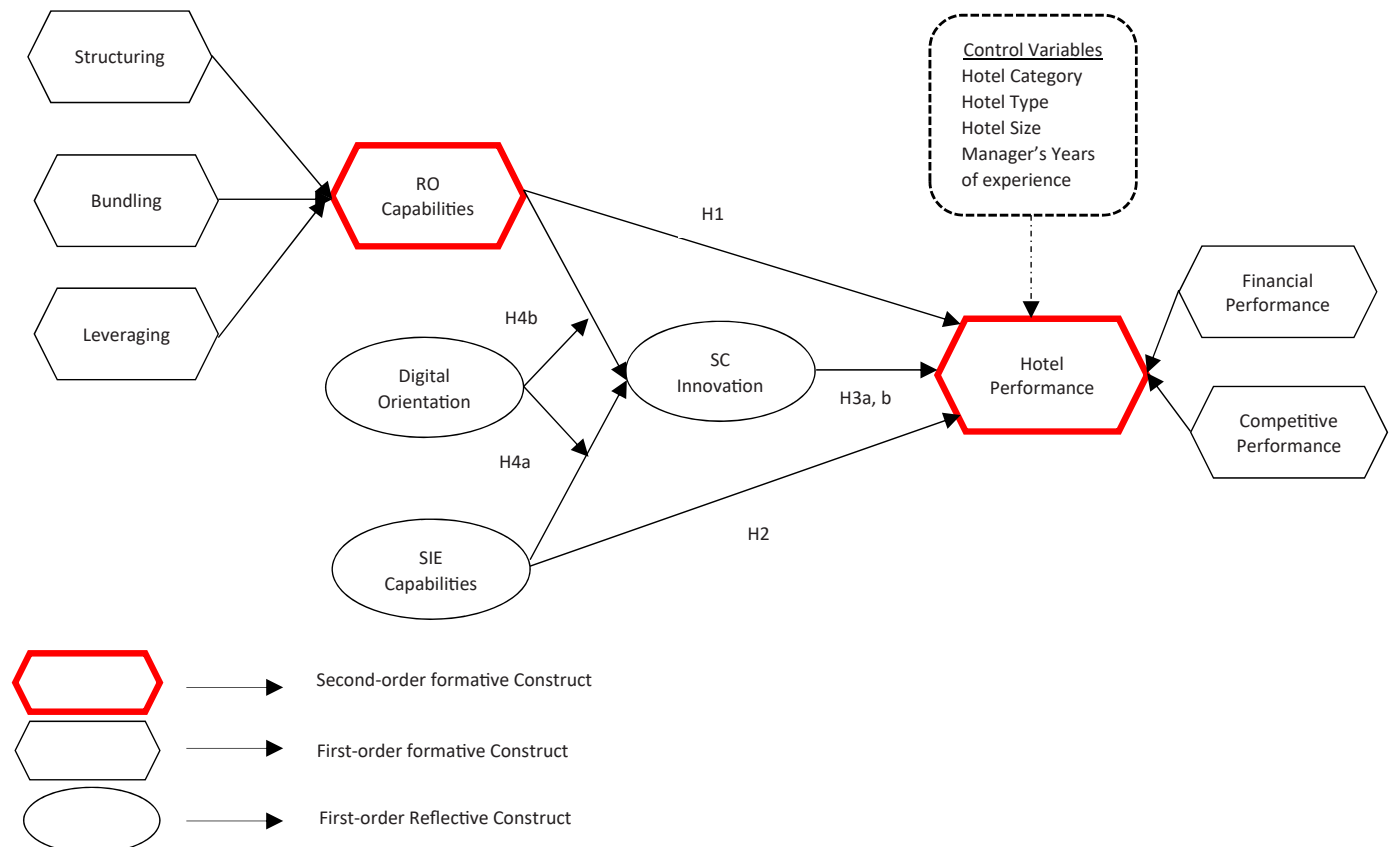 Structuring
Bundling
Leveraging
RO
Capabilities
Control Variables
Hotel Category
Hotel Type
Hotel Size
Manager's Years
of experience
H1
H4b
Digital
Orientation
H4a
SC
Innovation
H3a, b
Hotel
Performance
Financial
Performance
Competitive
Performance
SIE
Capabilities
H2
Second-order formative Construct
First-order formative Construct
First-order Reflective Construct